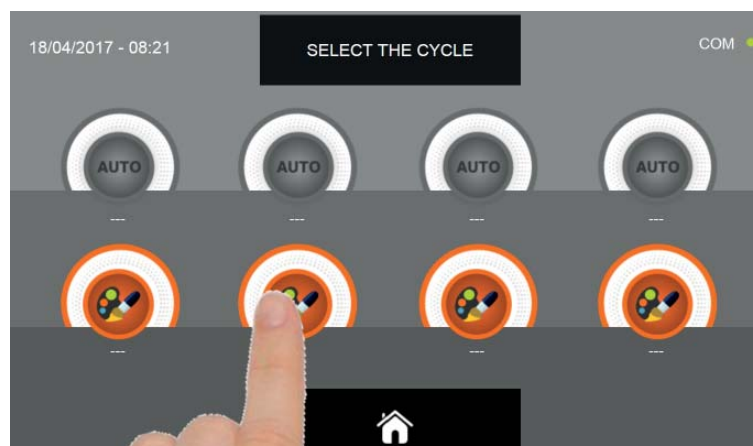 18/04/2017 - 08:21
SELECT THE CYCLE
COM
AUTO AUTO AUTO AUTO
--- --- --- ---
--- --- ---